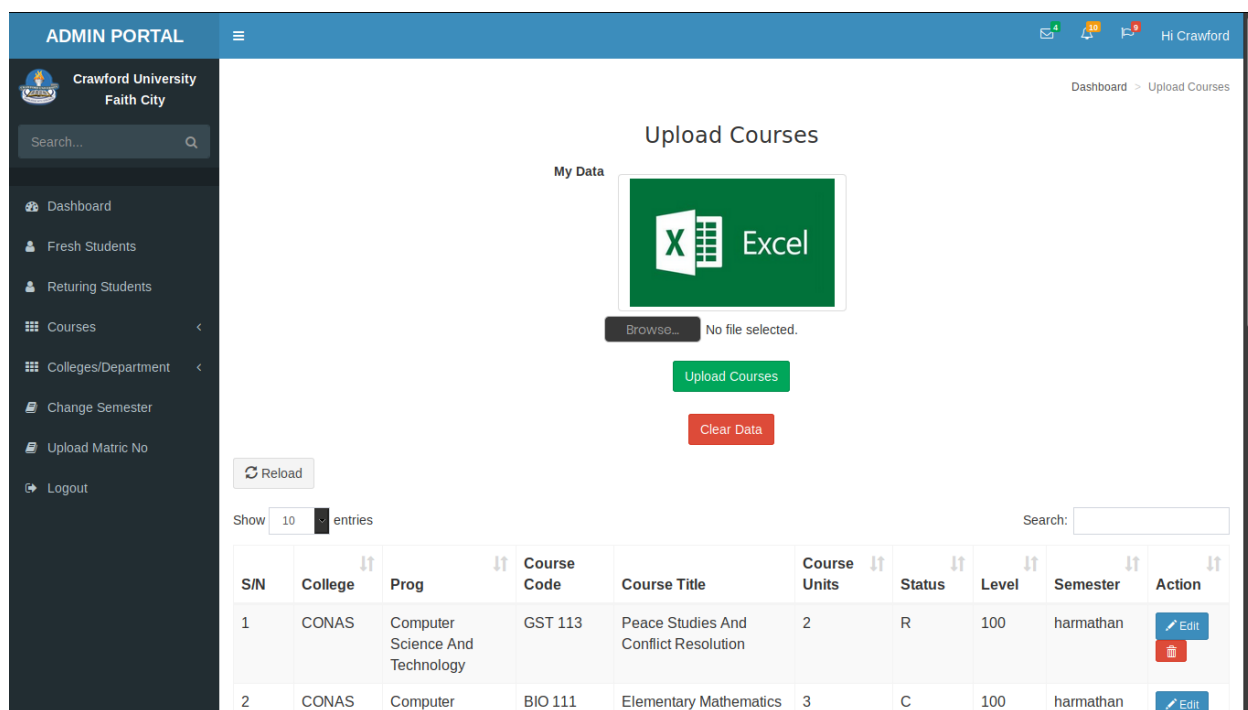 ADMIN PORTAL
4
10
9
Hi Crawford
Crawford University
Faith City
Dashboard > Upload Courses
Search...
Upload Courses
My Data
X Excel
Dashboard
Fresh Students
Returing Students
Courses
Colleges/Department
Change Semester
Upload Matric No
Logout
Browse... No file selected.
Upload Courses
Clear Data
Reload
Show 10 entries
Search:
S/N College Prog Course Code Course Title Course Units Status Level Semester Action
1 CONAS Computer Science And Technology GST 113 Peace Studies And Conflict Resolution 2 R 100 harmathan Edit
2 CONAS Computer BIO 111 Elementary Mathematics 3 C 100 harmathan Edit